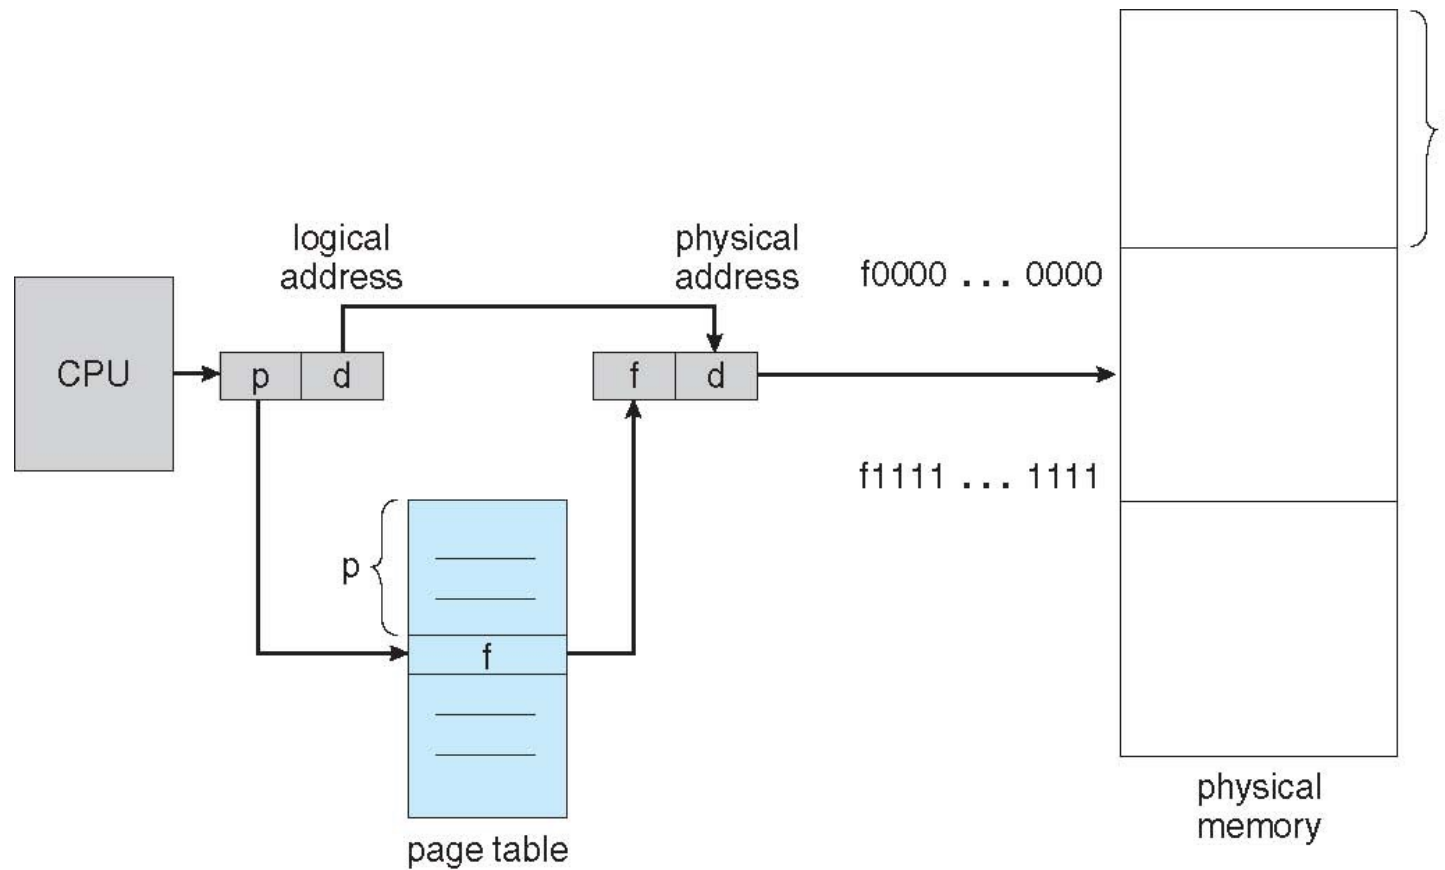 logical
address
physical
address
f0000 ... 0000
CPU
p
d
f
d
f1111 ... 1111
p
f
physical
memory
page table